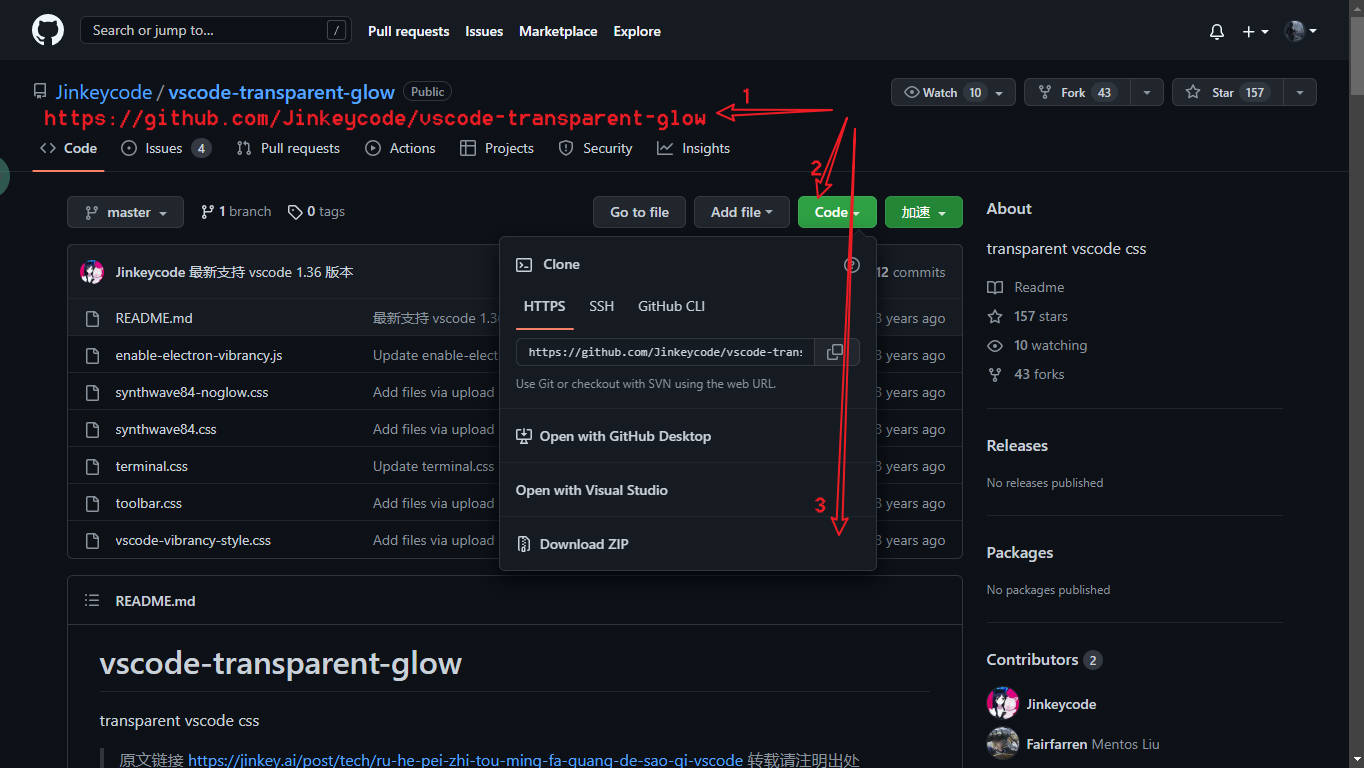 Search or jump to... /
Pull requests
Issues
Marketplace
Explore
Jinkeycode / vscode-transparent-glow Public
Watch 10
Fork 43
Star 157
1
https://github.com/Jinkeycode/vscode-transparent-glow
Code
Issues 4
Pull requests
Actions
Projects
Security
Insights
2
master
1 branch
0 tags
Go to file
Add file
Code
加速
Jinkeycode 最新支持 vscode 1.36 版本
12 commits
README.md 最新支持 vscode 1.3 3 years ago
enable-electron-vibrancy.js Update enable-elect 3 years ago
synthwave84-noglow.css Add files via upload 3 years ago
synthwave84.css Add files via upload 3 years ago
terminal.css Update terminal.css 3 years ago
toolbar.css Add files via upload 3 years ago
vscode-vibrancy-style.css Add files via upload 3 years ago
Clone
HTTPS
SSH
GitHub CLI
https://github.com/Jinkeycode/vscode-trans
Use Git or checkout with SVN using the web URL.
Open with GitHub Desktop
Open with Visual Studio
3
Download ZIP
README.md
vscode-transparent-glow
transparent vscode css
原文链接 https://jinkey.ai/post/tech/ru-he-pei-zhi-tou-ming-fa-guang-de-sao-qi-vscode 转载请注明出处
About
transparent vscode css
Readme
157 stars
10 watching
43 forks
Releases
No releases published
Packages
No packages published
Contributors 2
Jinkeycode
Fairfarren Mentos Liu